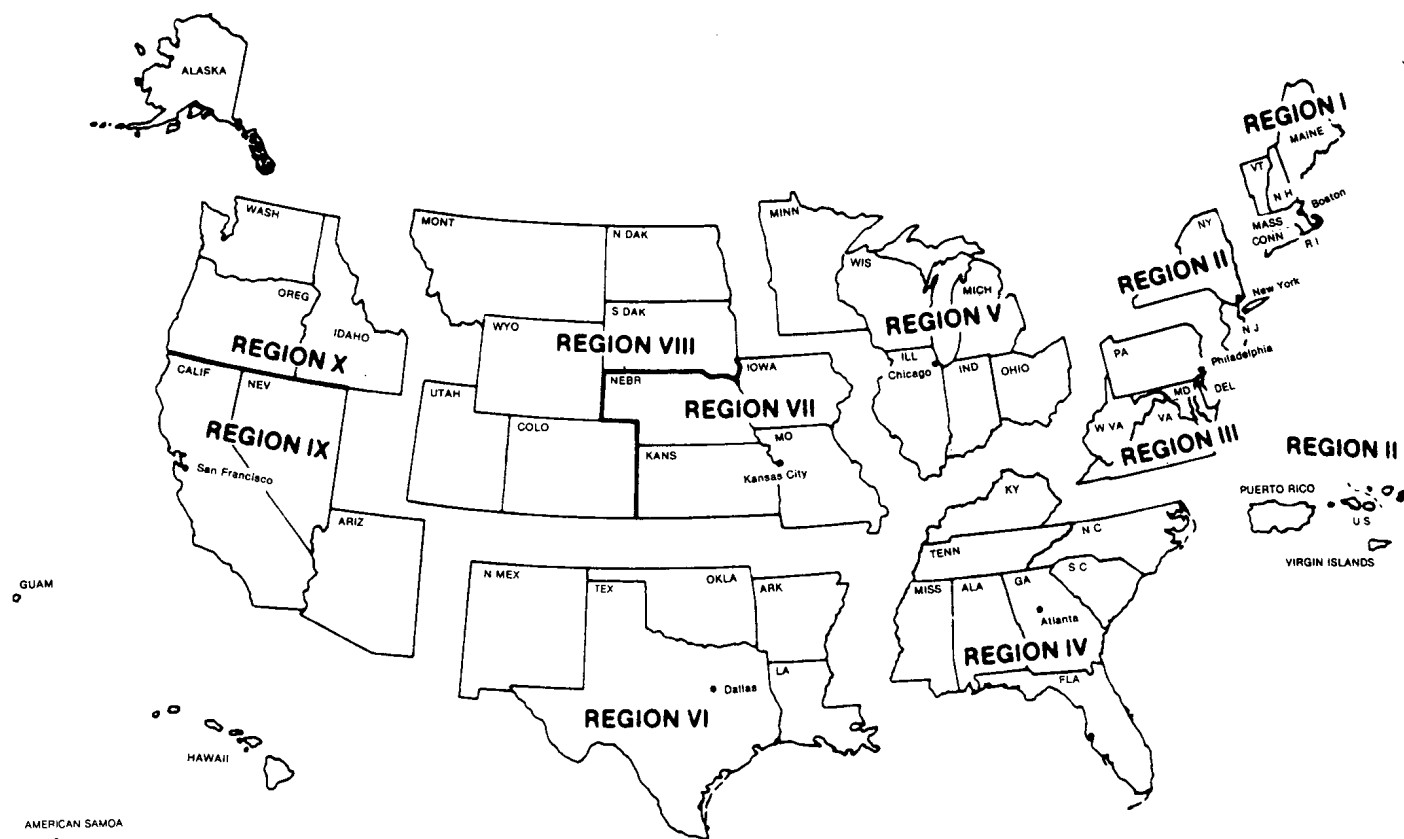 ALASKA
REGION I
MAINE
VT
N H
Boston
MASS
CONN
R I
WASH
MONT
N DAK
MINN
NY
WIS
REGION II
OREG
MICH
New York
S DAK
WYO
REGION V
N J
IDAHO
REGION X
REGION VIII
PA
ILL
Philadelphia
CALIF
NEV
NEBR
IOWA
Chicago
IND
OHIO
UTAH
MD
DEL
REGION VII
W VA
VA
REGION IX
COLO
MO
REGION III
REGION II
KANS
San Francisco
Kansas City
KY
PUERTO RICO
ARIZ
U S
N C
TENN
VIRGIN ISLANDS
GUAM
N MEX
OKLA
S C
TEX
ARK
MISS
ALA
GA
Atlanta
REGION IV
LA
FLA
Dallas
REGION VI
HAWAII
AMERICAN SAMOA